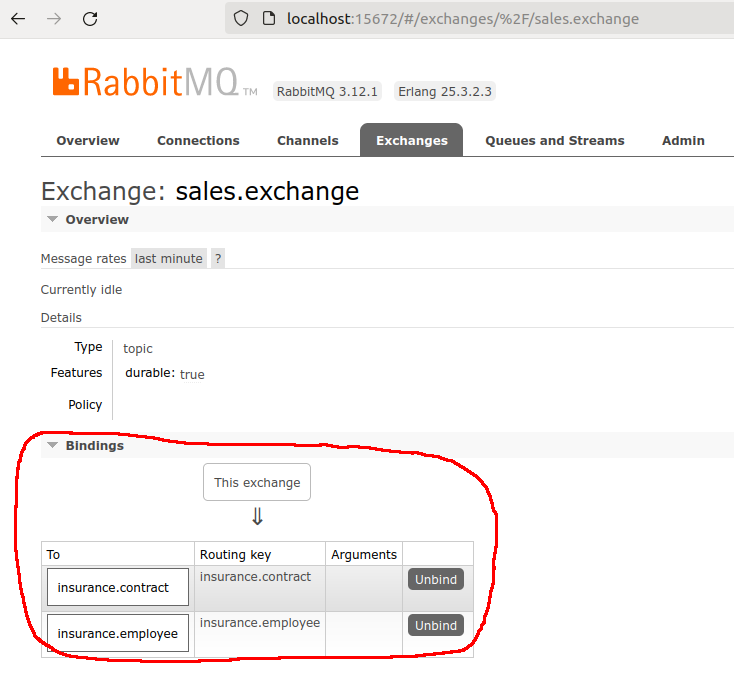 localhost:15672/#/exchanges/%2F/sales.exchange
RabbitMQ TM RabbitMQ 3.12.1 Erlang 25.3.2.3
Overview Connections Channels Exchanges Queues and Streams Admin
Exchange: sales.exchange
Overview
Message rates last minute ?
Currently idle
Details
Type topic
Features durable: true
Policy
Bindings
This exchange
⇓
To Routing key Arguments
insurance.contract insurance.contract Unbind
insurance.employee insurance.employee Unbind